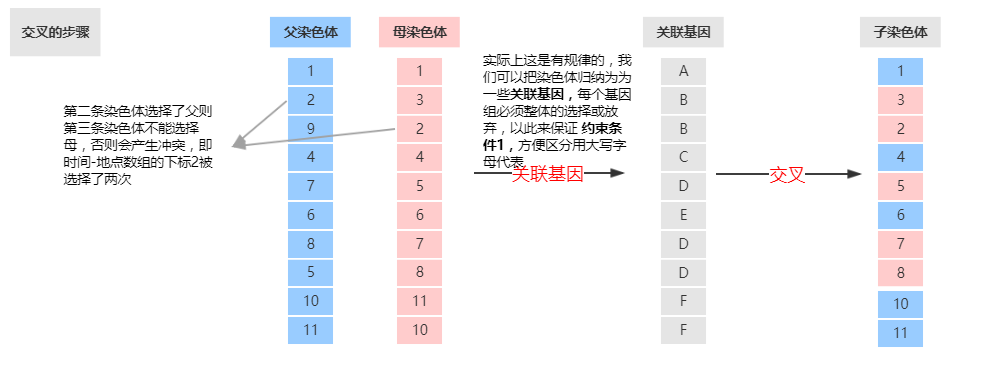 交叉的步骤
父染色体
母染色体
关联基因
子染色体
第二条染色体选择了父则
第三条染色体不能选择
母，否则会产生冲突，即
时间-地点数组的下标2被
选择了两次
1
2
9
4
7
6
8
5
10
11
1
3
2
4
5
6
7
8
11
10
实际上这是有规律的，我
们可以把染色体归纳为为
一些关联基因，每个基因
组必须整体的选择或放
弃，以此来保证 约束条
件1，方便区分用大写字
母代表
关联基因
A
B
B
C
D
E
D
D
F
F
交叉
1
3
2
4
5
6
7
8
10
11